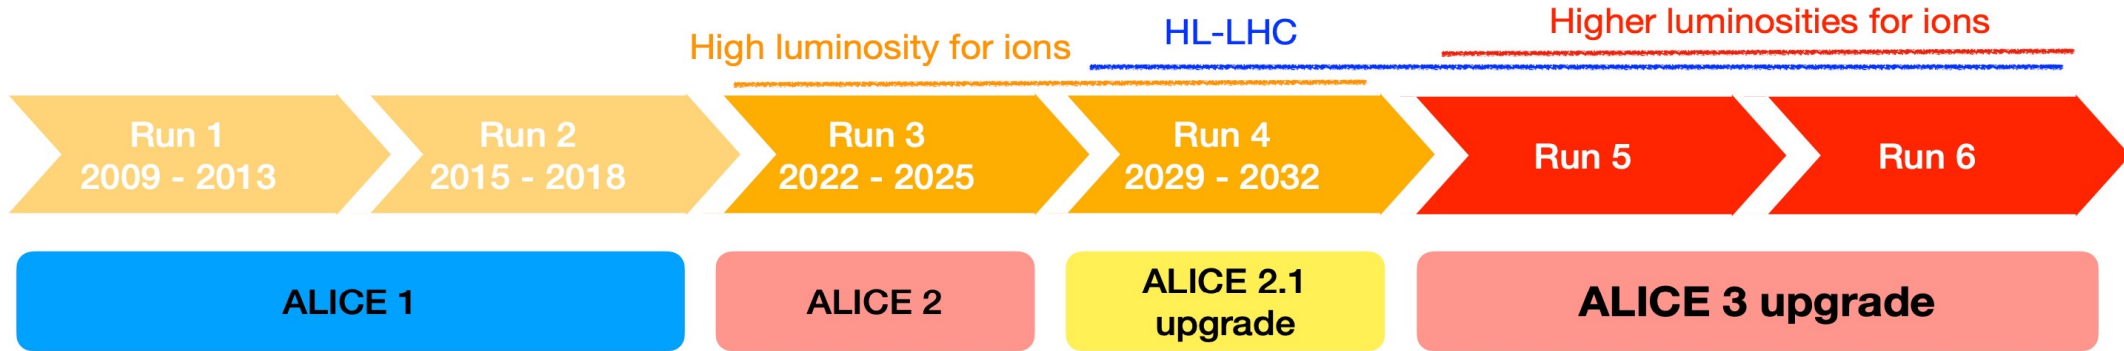 High luminosity for ions
HL-LHC
Higher luminosities for ions
Run 1
2009 - 2013
Run 2
2015 - 2018
Run 3
2022 - 2025
Run 4
2029 - 2032
Run 5
Run 6
ALICE 1
ALICE 2
ALICE 2.1
upgrade
ALICE 3 upgrade